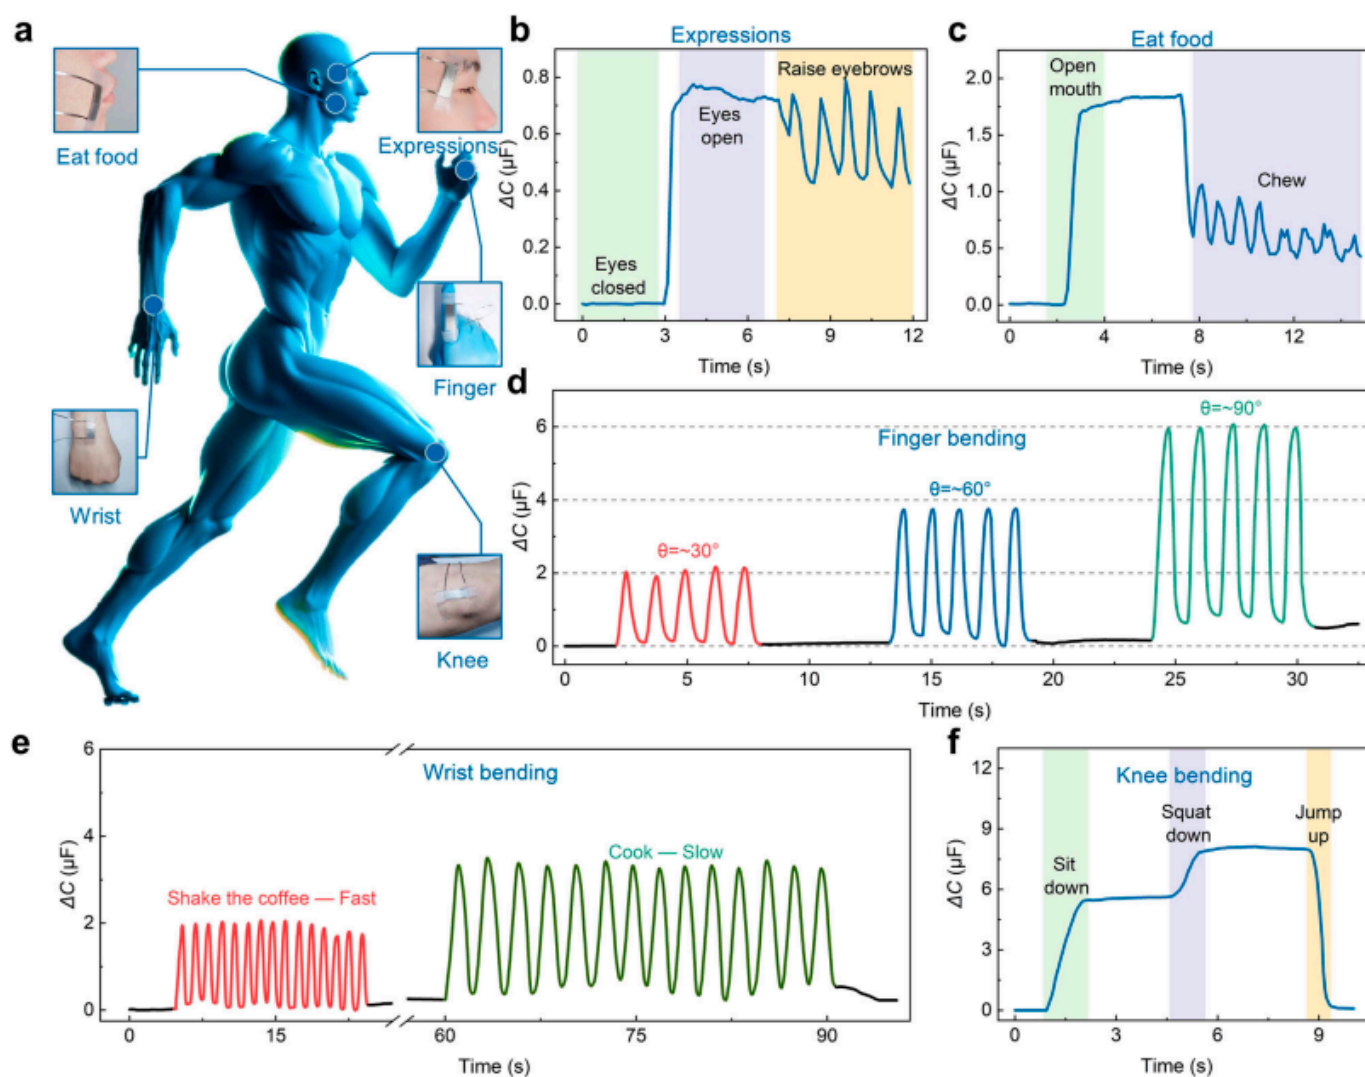 a
Eat food
Expressions
Finger
Wrist
Knee
b
Expressions
ΔC (μF)
0.8
0.6
0.4
0.2
0.0
Raise eyebrows
Eyes
open
Eyes
closed
0 3 6 9 12
Time (s)
c
Eat food
ΔC (μF)
2.0
1.5
1.0
0.5
0.0
Open
mouth
Chew
0 4 8 12
Time (s)
d
Finger bending
ΔC (μF)
6
4
2
0
θ=~30°
θ=~60°
θ=~90°
0 5 10 15 20 25 30
Time (s)
e
Wrist bending
ΔC (μF)
6
4
2
0
Shake the coffee — Fast
Cook — Slow
0 15 60 75 90
Time (s)
f
Knee bending
ΔC (μF)
12
9
6
3
0
Sit
down
Squat
down
Jump
up
0 3 6 9
Time (s)